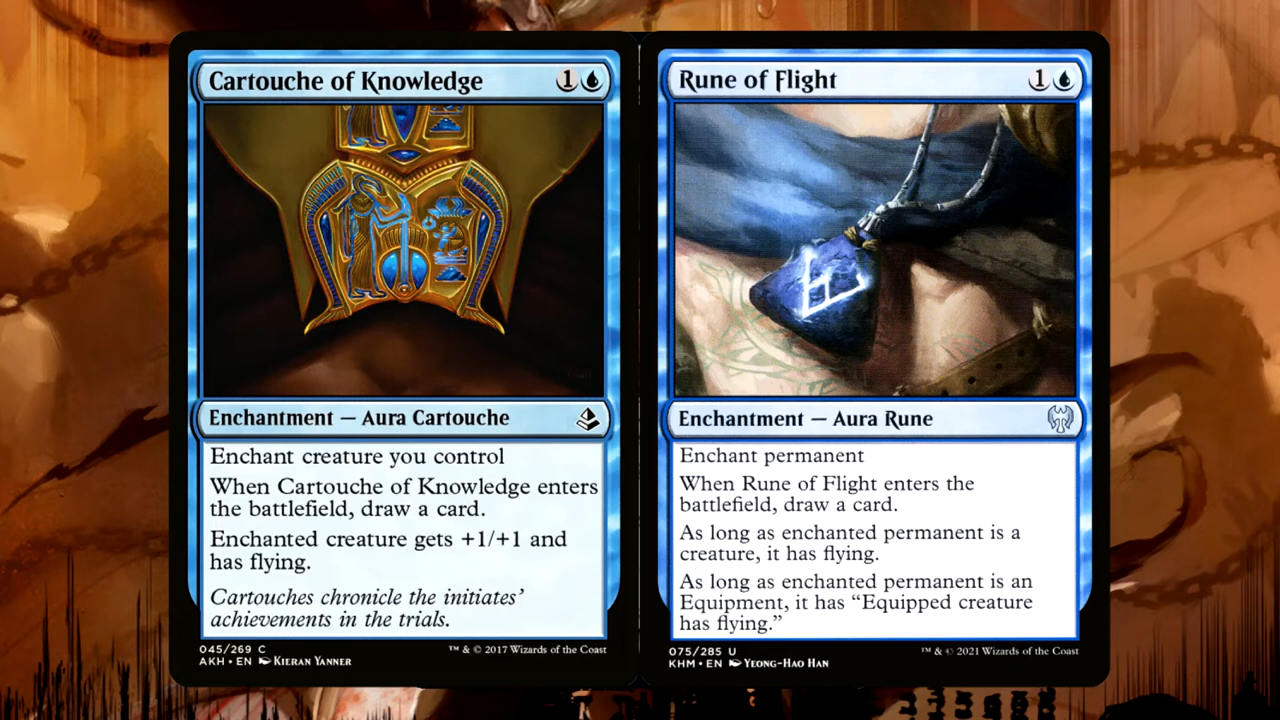 Cartouche of Knowledge 1
Enchantment — Aura Cartouche
Enchant creature you control
When Cartouche of Knowledge enters
the battlefield, draw a card.
Enchanted creature gets +1/+1 and
has flying.
Cartouches chronicle the initiates’
achievements in the trials.
045/269 C
AKH • EN Kieran Yanner
™ & © 2017 Wizards of the Coast
Rune of Flight 1
Enchantment — Aura Rune
Enchant permanent
When Rune of Flight enters the
battlefield, draw a card.
As long as enchanted permanent is a
creature, it has flying.
As long as enchanted permanent is an
Equipment, it has “Equipped creature
has flying.”
075/285 U
KHM • EN Yeong-Hao Han
™ & © 2021 Wizards of the Coast